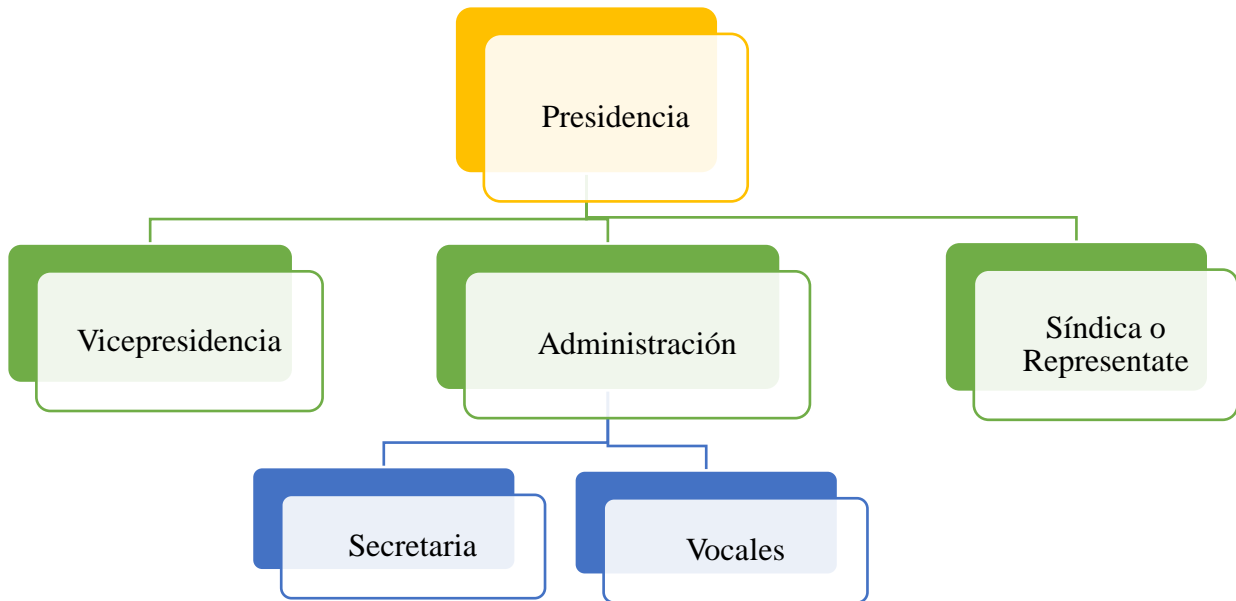 Presidencia
Vicepresidencia
Administración
Síndica o
Representate
Secretaria
Vocales